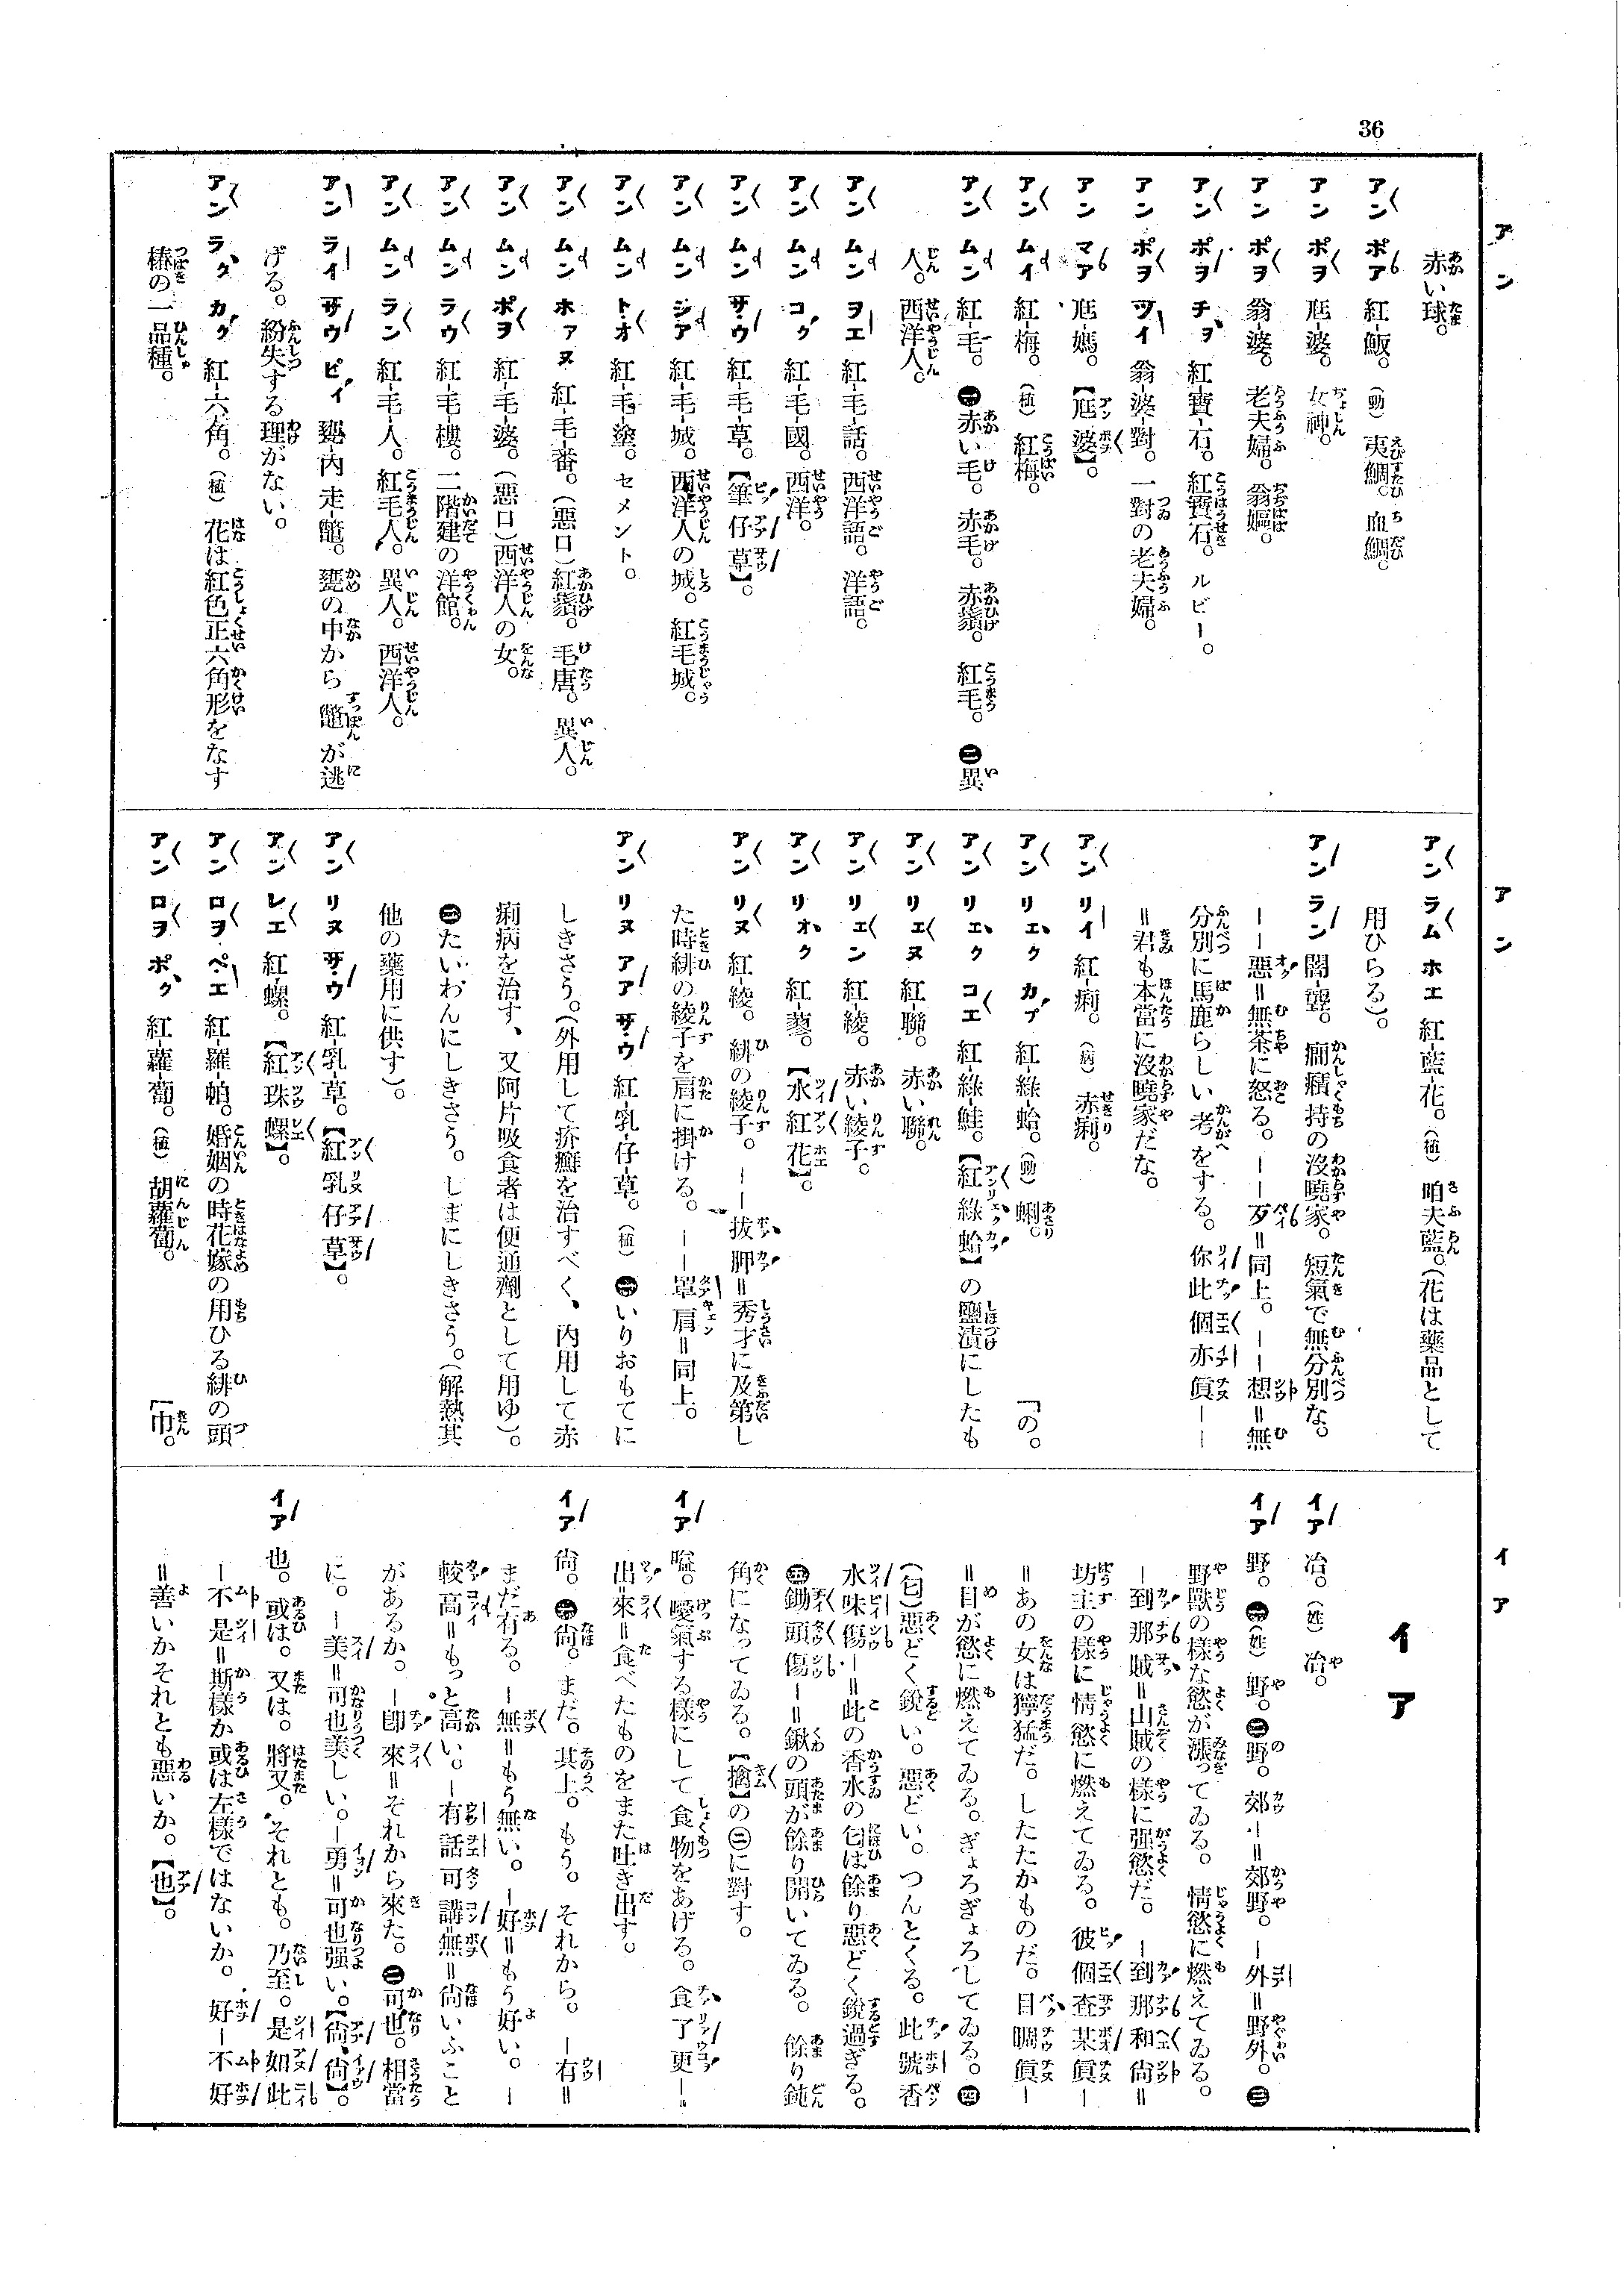 36
アン
赤い球。
アン ポア 紅-䱀。(動) 夷鯛。血鯛。
アン ポヲ 尫-婆。女神。
アン ポヲ 翁-婆。老夫婦。翁嫗。
アン ポヲ チヲ 紅-寶-石。紅寶石。ルビー。
アン ポヲ ツイ 翁-婆-對。一對の老夫婦。
アン マア 尫-媽。【尫婆】。
アン ムイ 紅-梅。(植) 紅梅。
アン ムン 紅-毛。㊀赤い毛。赤毛。赤鬚。紅毛。㊁異
人。西洋人。
アン ムン ヲエ 紅-毛-話。西洋語。洋語。
アン ムン コク 紅-毛-國。西洋。
アン ムン サウ 紅-毛-草。【筆仔草】。
アン ムン シア 紅-毛-城。西洋人の城。紅毛城。
アン ムン トオ 紅-毛-塗。セメント。
アン ムン ホァヌ 紅-毛-番。(惡口)紅鬚。毛唐。異人。
アン ムン ポヲ 紅-毛-婆。(惡口)西洋人の女。
アン ムン ラウ 紅-毛-樓。二階建の洋館。
アン ムン ラン 紅-毛-人。紅毛人。異人。西洋人。
アン ライ サウ ピィ 甕-內 走-鼈。甕の中から鼈が逃
げる。紛失する理がない。
アン ラク カク 紅-六-角。(植) 花は紅色正六角形をなす
椿の一品種。
アン
アン ラム ホエ 紅-藍-花。(植) 咱夫藍。(花は藥品として
用ひらる)。
アン ラン 闇-聾。癇癪持の沒曉家。短氣で無分別な。
――惡=無茶に怒る。――歹=同上。――想=無
分別に馬鹿らしい考をする。你此個亦眞――
=君も本當に沒曉家だな。
アン リイ 紅-痢。(病) 赤痢。
アン リェク カプ 紅-綠-蛤。(動) 蜊。
アン リェク コエ 紅-綠-鮭。【紅綠蛤】の鹽漬にしたも
「の。
アン リェヌ 紅-聯。赤い聯。
アン リェン 紅-綾。赤い綾子。
アン リオク 紅-蓼。【水紅花】。
アン リヌ 紅-綾。緋の綾子。――拔胛=秀才に及第し
た時緋の綾子を肩に掛ける。――罩肩=同上。
アン リヌ アア サウ 紅-乳-仔-草。(植) ㊀いりおもてに
しきさう。(外用して疥癬を治すべく、內用して赤
痢病を治す、又阿片吸食者は便通劑として用ゆ)。
㊁たいわんにしきさう。しまにしきさう。(解熱其
他の藥用に供す)。
アン リヌ サウ 紅-乳-草。【紅乳仔草】。
アン レエ 紅-螺。【紅珠螺】。
アン ロヲ ペエ 紅-羅-帕。婚姻の時花嫁の用ひる緋の頭
「巾。
アン ロヲ ポク 紅-蘿-蔔。(植) 胡蘿蔔。
イア
イア
イア 冶。(姓) 冶。
イア 野。㊀(姓) 野。㊁野。郊-=郊野。-外=野外。㊂
野獸の樣な慾が漲ってゐる。情慾に燃えてゐる。
-到那賊=山賊の樣に强慾だ。-到那和尙=
坊主の樣に情慾に燃えてゐる。彼個査某眞-
=あの女は獰猛だ。したたかものだ。目睭眞-
=目が慾に燃えてゐる。ぎょろぎょろしてゐる。㊃
(匂)惡どく銳い。惡どい。つんとくる。此號香
水味傷-=此の香水の匂は餘り惡どく銳過ぎる。
㊄鋤頭傷-=鍬の頭が餘り開いてゐる。餘り鈍
角になってゐる。【擒】の㊁に對す。
イア 嗌。噯氣する樣にして食物をあげる。食了更-
出來=食べたものをまた吐き出す。
イア 尙。㊀尙。まだ。其上。もう。それから。-有=
まだ有る。-無=もう無い。-好=もう好い。-
較高=もっと高い。-有話可講無=尙いふこと
があるか。-卽來=それから來た。㊁可也。相當
に。-美=可也美しい。-勇=可也强い。【尙、尙】。
イア 也。或は。又は。將又。それとも。乃至。是如此
-不是=斯樣か或は左樣ではないか。好-不好
=善いかそれとも惡いか。【也】。